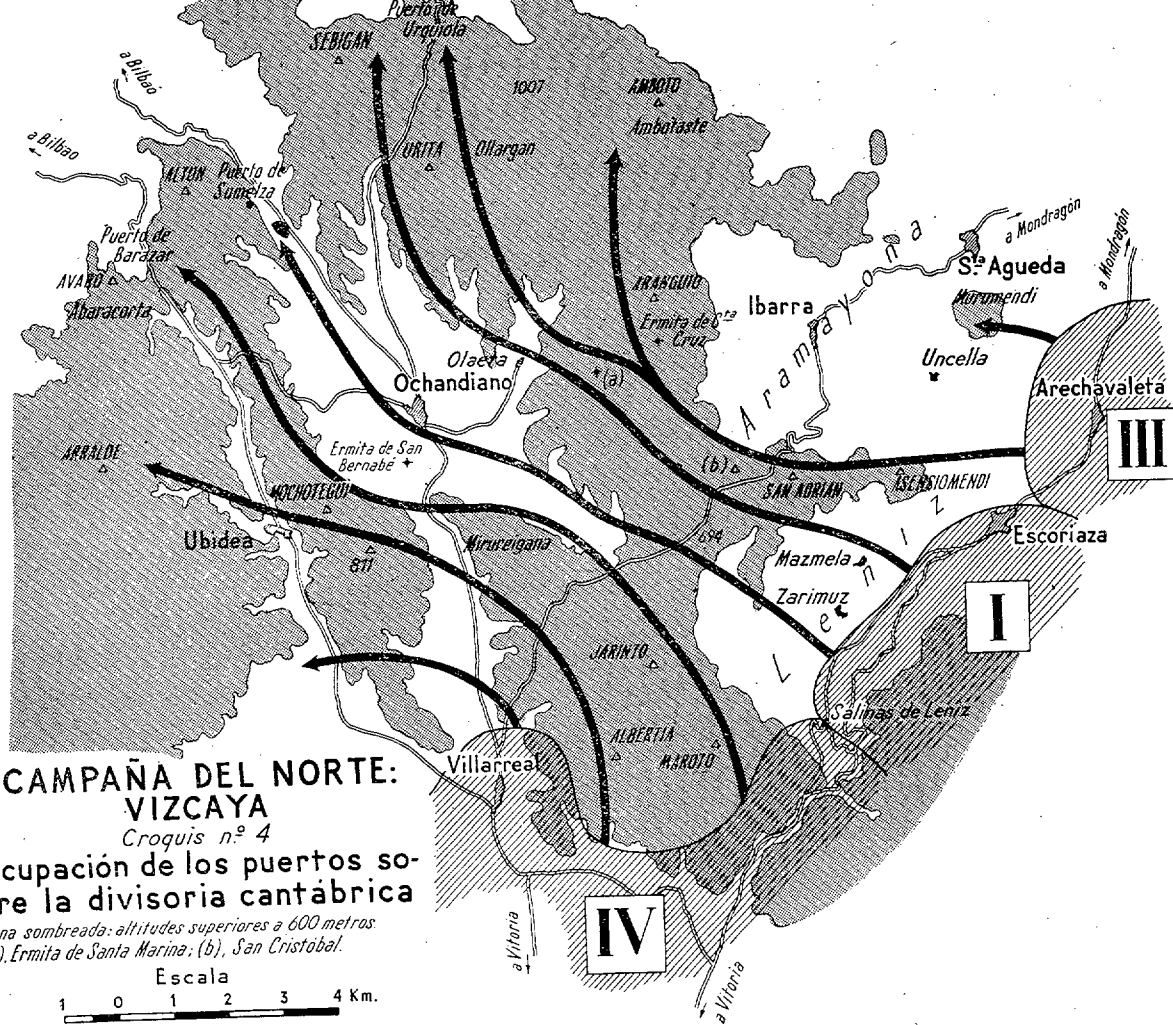 Puerto de
Urquiola
SEBIGAN
a Bilbao
1007
AMBOTO
Ambotaste
a Bilbao
URITA
Ollargan
ALTUN
Puerto de
Sumelza
Puerto de
Barazar
a Mondragón
a Mondragón
Sta Agueda
AVARO
Abaracorta
ARANGUIO
Ibarra
Murumendi
Ermita de Cta
Cruz
Aramayona
Uncella
Olaeta
Ochandiano
(a)
Arechavaleta
III
Ermita de San
Bernabé
ARRALDE
(b)
SAN ADRIAN
ISERSIOMENDI
MOCHOTEGUI
Ubidea
811
Mirureigana
694
Escoriaza
Mazmela
Zarimuz
Leniz
I
JARINTO
Salinas de Leniz
ALBERTIA
MAROTO
Villarreal
CAMPAÑA DEL NORTE:
VIZCAYA
Croquis n.º 4
cupación de los puertos so-
re la divisoria cantábrica
na sombreada: altitudes superiores a 600 metros.
), Ermita de Santa Marina; (b), San Cristóbal.
IV
a Vitoria
a Vitoria
Escala
1 0 1 2 3 4 Km.